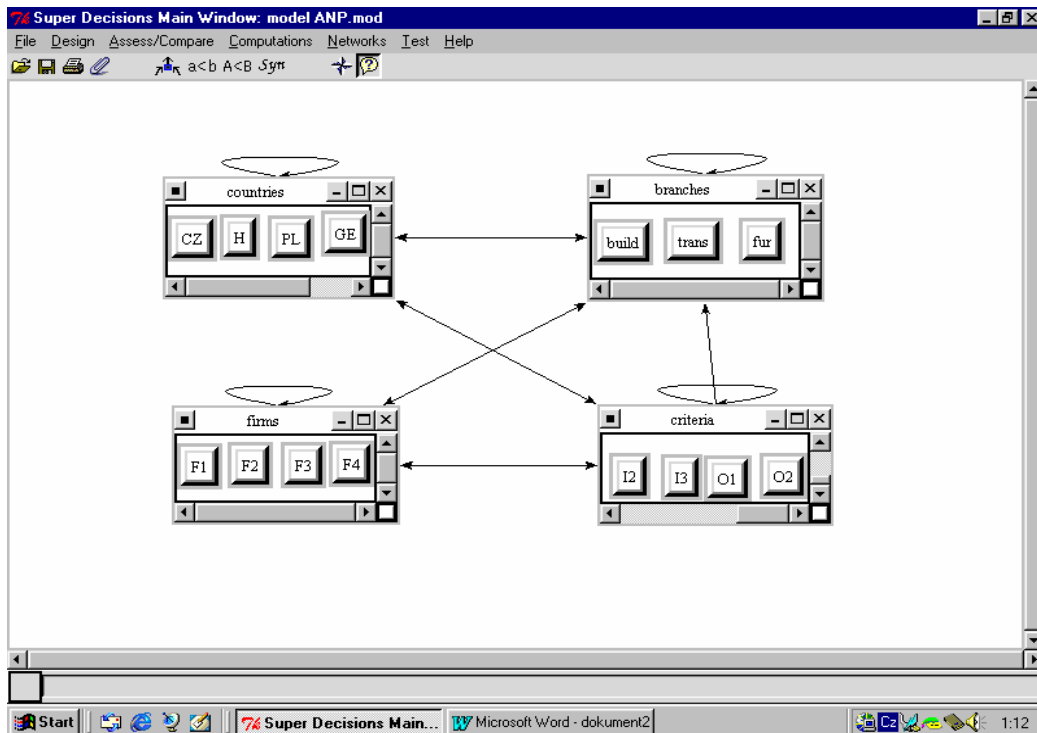 Super Decisions Main Window: model ANP.mod
File Design Assess/Compare Computations Networks Test Help
a<b A<B Syn
countries
CZ H PL GE
branches
build trans fur
firms
F1 F2 F3 F4
criteria
I2 I3 O1 O2
Start Super Decisions Main... Microsoft Word - dokument2 Cz 1:12